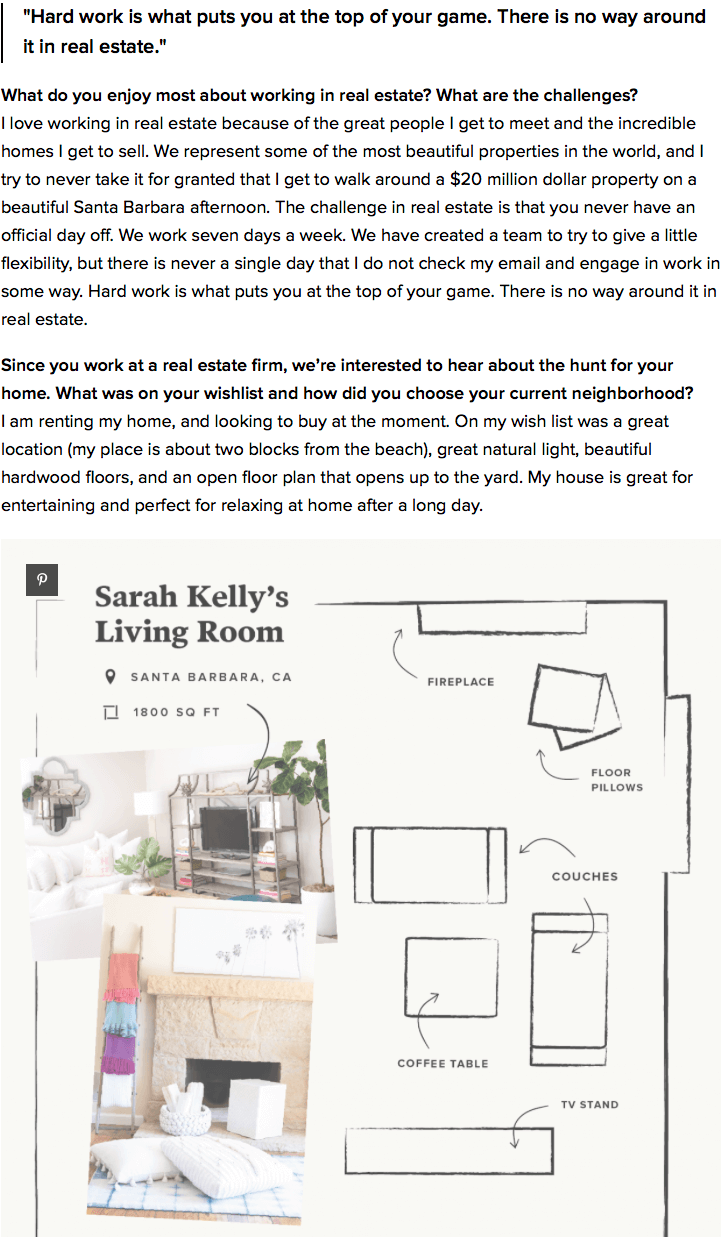 "Hard work is what puts you at the top of your game. There is no way around
it in real estate."
What do you enjoy most about working in real estate? What are the challenges?
I love working in real estate because of the great people I get to meet and the incredible
homes I get to sell. We represent some of the most beautiful properties in the world, and I
try to never take it for granted that I get to walk around a $20 million dollar property on a
beautiful Santa Barbara afternoon. The challenge in real estate is that you never have an
official day off. We work seven days a week. We have created a team to try to give a little
flexibility, but there is never a single day that I do not check my email and engage in work in
some way. Hard work is what puts you at the top of your game. There is no way around it in
real estate.
Since you work at a real estate firm, we’re interested to hear about the hunt for your
home. What was on your wishlist and how did you choose your current neighborhood?
I am renting my home, and looking to buy at the moment. On my wish list was a great
location (my place is about two blocks from the beach), great natural light, beautiful
hardwood floors, and an open floor plan that opens up to the yard. My house is great for
entertaining and perfect for relaxing at home after a long day.
Sarah Kelly’s
Living Room
SANTA BARBARA, CA
1800 SQ FT
FIREPLACE
FLOOR
PILLOWS
COUCHES
COFFEE TABLE
TV STAND